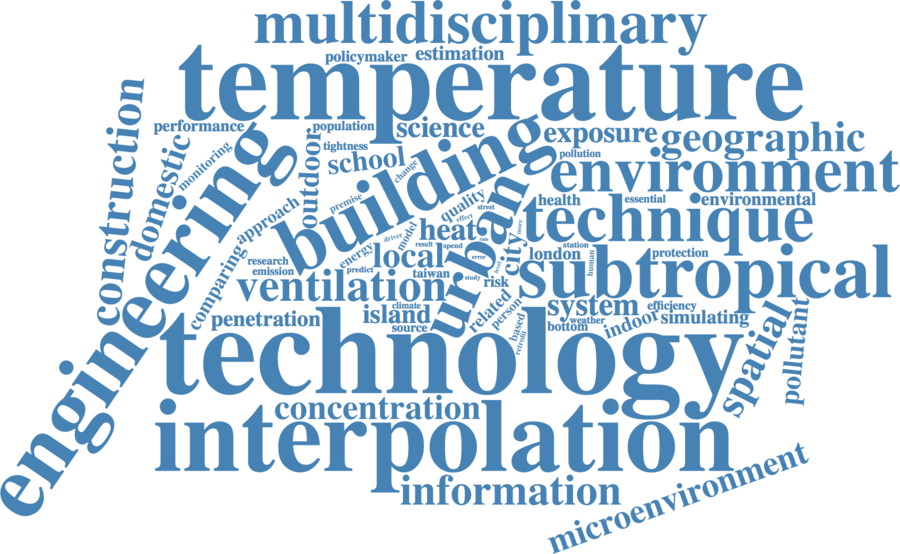 multidisciplinary
policymaker
estimation
temperature
performance
population
science
exposure
geographic
construction
domestic
monitoring
engineering
outdoor
tightness
school
change
building
pollution
environment
premise
quality
street
effect
health
essential
environmental
approach
comparing
technique
model
driver
heat
urban
more
city
london
station
human
protection
energy
local
result
spend
rate
error
level
research
emission
predict
taiwan
study
risk
subtropical
ventilation
climate
island
source
related
person
system
efficiency
based
retrofit
weather
bottom
indoor
simulating
penetration
technology
spatial
pollutant
concentration
interpolation
information
microenvironment